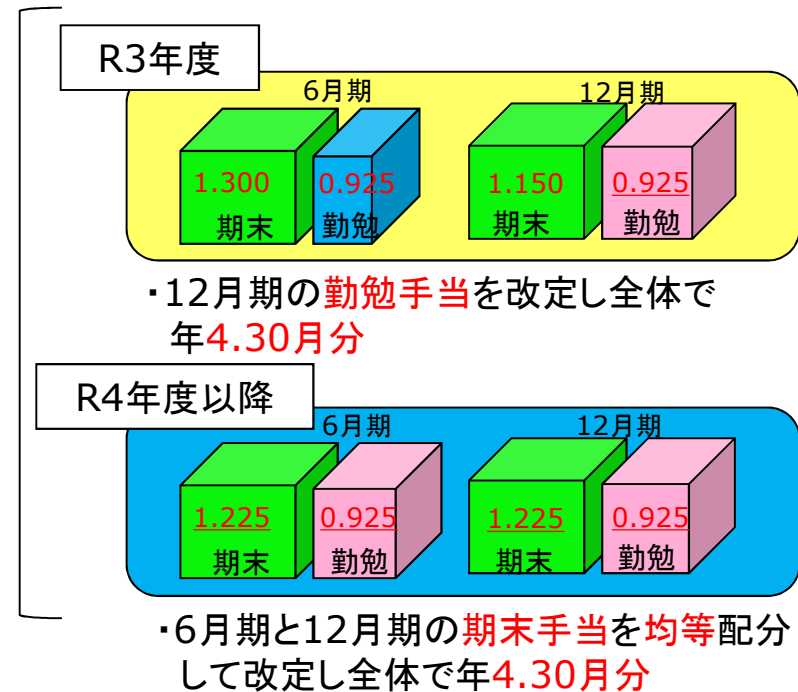 R3年度
6月期 12月期
1.300 0.925 1.150 0.925
期末 勤勉 期末 勤勉
・12月期の勤勉手当を改定し全体で
年4.30月分
R4年度以降
6月期 12月期
1.225 0.925 1.225 0.925
期末 勤勉 期末 勤勉
・6月期と12月期の期末手当を均等配分
して改定し全体で年4.30月分